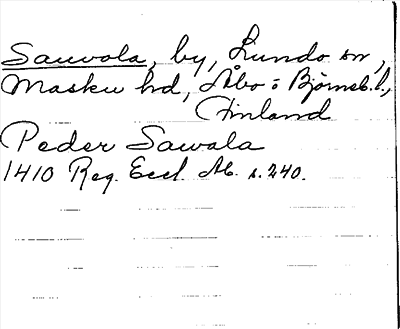 Sauvola, by, Lundo sn,
Masku hd, Åbo o Björneb. l.,
Finland
Peder Sawala
1410 Reg. Eccl. Ab. s. 240.